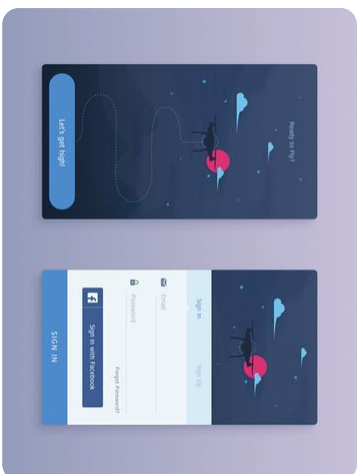 Ready to Fly?
Let's get high!
Sign in
Sign Up
Email
Password
Forgot Password?
f
Sign in with Facebook
SIGN IN